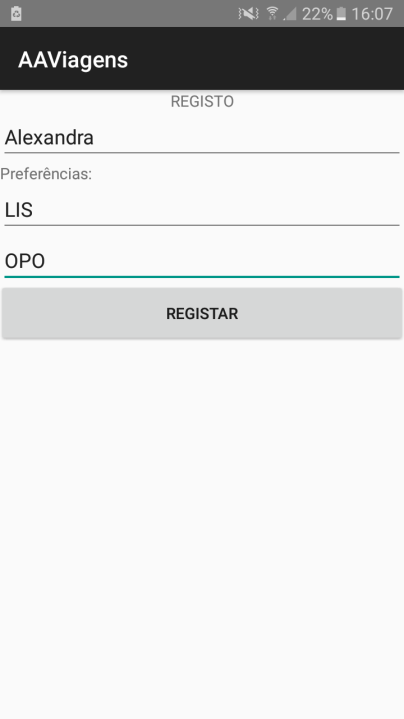 22% 16:07
AAViagens
REGISTO
Alexandra
Preferências:
LIS
OPO
REGISTAR